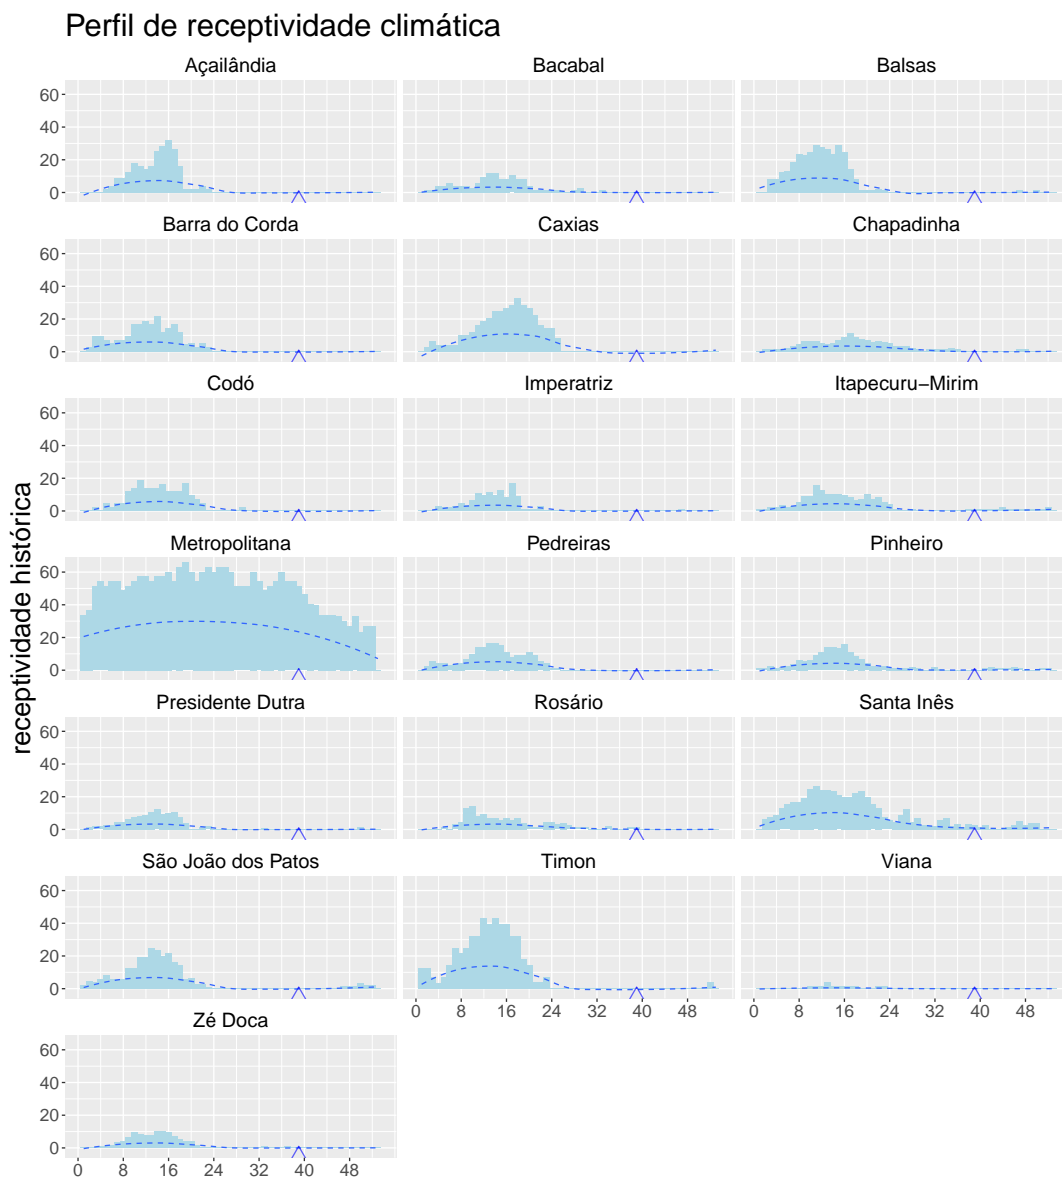 Perfil de receptividade climática
Açailândia Bacabal Balsas
60
40
20
0
Barra do Corda Caxias Chapadinha
60
40
20
0
Codó Imperatriz Itapecuru−Mirim
60
40
20
0
receptividade histórica
Metropolitana Pedreiras Pinheiro
60
40
20
0
Presidente Dutra Rosário Santa Inês
60
40
20
0
São João dos Patos Timon Viana
60
40
20
0
0 8 16 24 32 40 48 0 8 16 24 32 40 48
Zé Doca
60
40
20
0
0 8 16 24 32 40 48